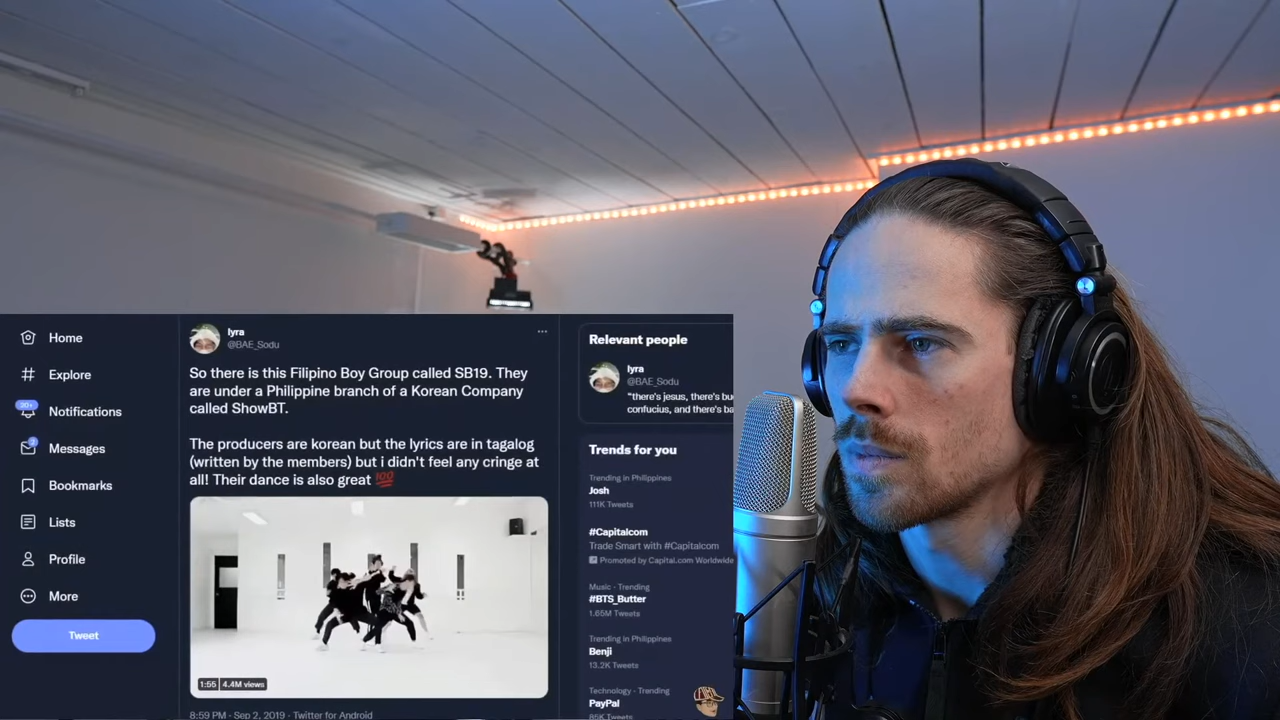 Home
Explore
20+
Notifications
Messages
Bookmarks
Lists
Profile
More
Tweet
lyra
@BAE_Sodu
So there is this Filipino Boy Group called SB19. They
are under a Philippine branch of a Korean Company
called ShowBT.
The producers are korean but the lyrics are in tagalog
(written by the members) but i didn't feel any cringe at
all! Their dance is also great 💯
1:55
4.4M views
8:59 PM · Sep 2, 2019 · Twitter for Android
Relevant people
lyra
@BAE_Sodu
"there's jesus, there's bu
confucius, and there's ba
Trends for you
Trending in Philippines
Josh
111K Tweets
#Capitalcom
Trade Smart with #Capitalcom
Promoted by Capital.com Worldwide
Music · Trending
#BTS_Butter
1.65M Tweets
Trending in Philippines
Benji
13.2K Tweets
Technology · Trending
PayPal
85K Tweets